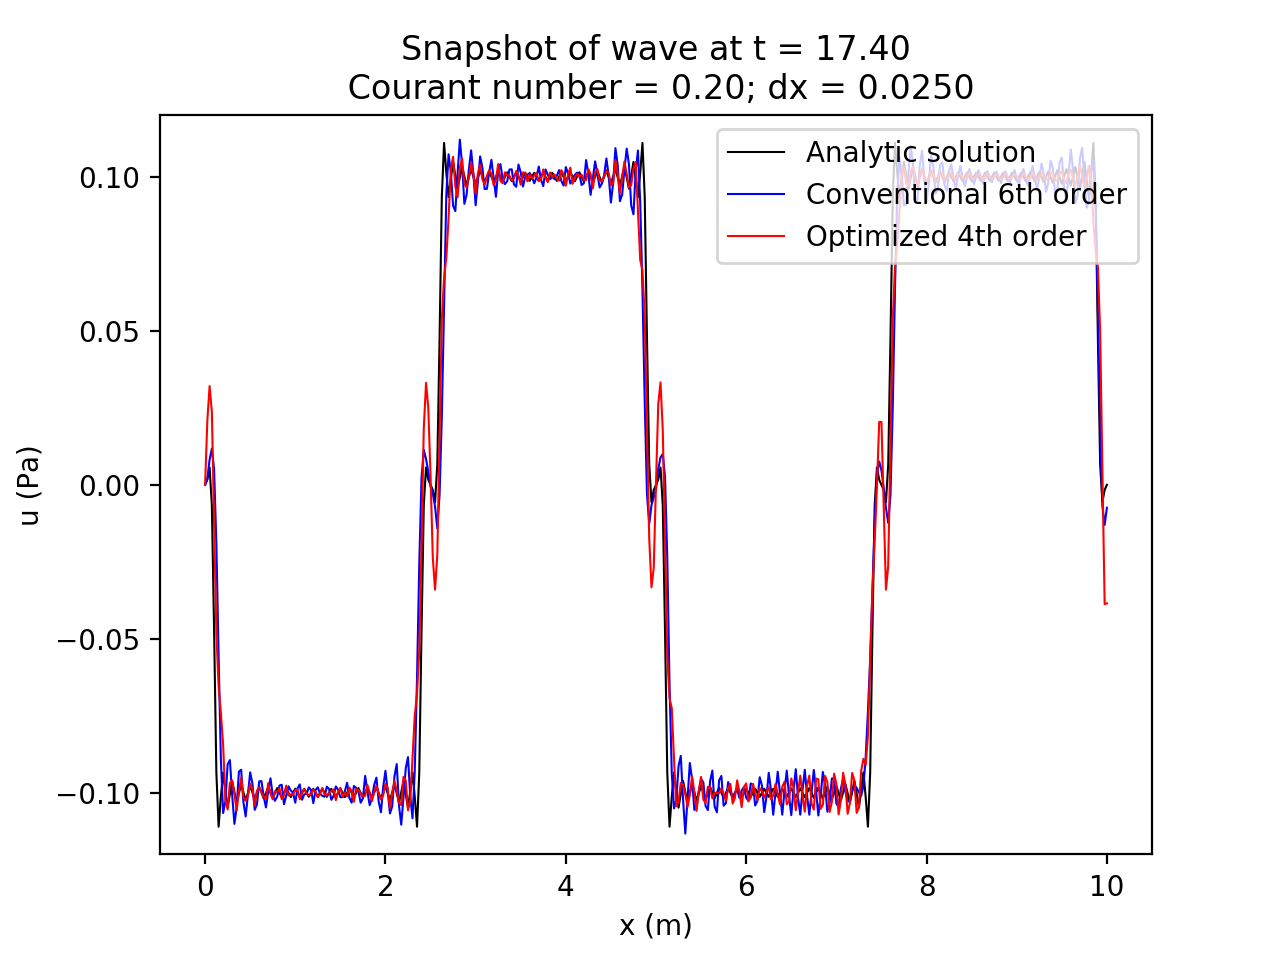 Snapshot of wave at t = 17.40
Courant number = 0.20; dx = 0.0250
Analytic solution
Conventional 6th order
Optimized 4th order
0.10
0.05
0.00
−0.05
−0.10
u (Pa)
0 2 4 6 8 10
x (m)